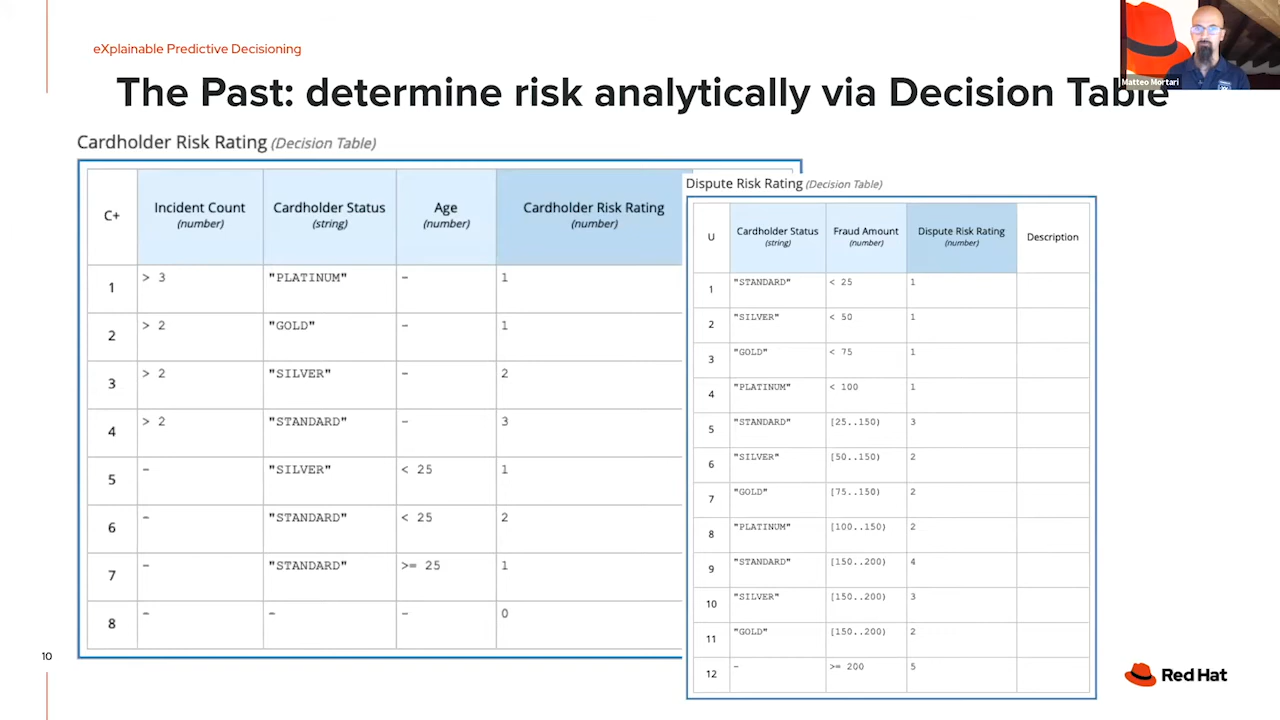 eXplainable Predictive Decisioning
The Past: determine risk analytically via Decision Table
Matteo Mortari
Cardholder Risk Rating (Decision Table)
C+ Incident Count (number) Cardholder Status (string) Age (number) Cardholder Risk Rating (number)
1 > 3 "PLATINUM" – 1
2 > 2 "GOLD" – 1
3 > 2 "SILVER" – 2
4 > 2 "STANDARD" – 3
5 – "SILVER" < 25 1
6 – "STANDARD" < 25 2
7 – "STANDARD" >= 25 1
8 – – – 0
Dispute Risk Rating (Decision Table)
U Cardholder Status (string) Fraud Amount (number) Dispute Risk Rating (number) Description
1 "STANDARD" < 25 1
2 "SILVER" < 50 1
3 "GOLD" < 75 1
4 "PLATINUM" < 100 1
5 "STANDARD" [25..150) 3
6 "SILVER" [50..150) 2
7 "GOLD" [75..150) 2
8 "PLATINUM" [100..150) 2
9 "STANDARD" [150..200) 4
10 "SILVER" [150..200) 3
11 "GOLD" [150..200) 2
12 – >= 200 5
10
Red Hat